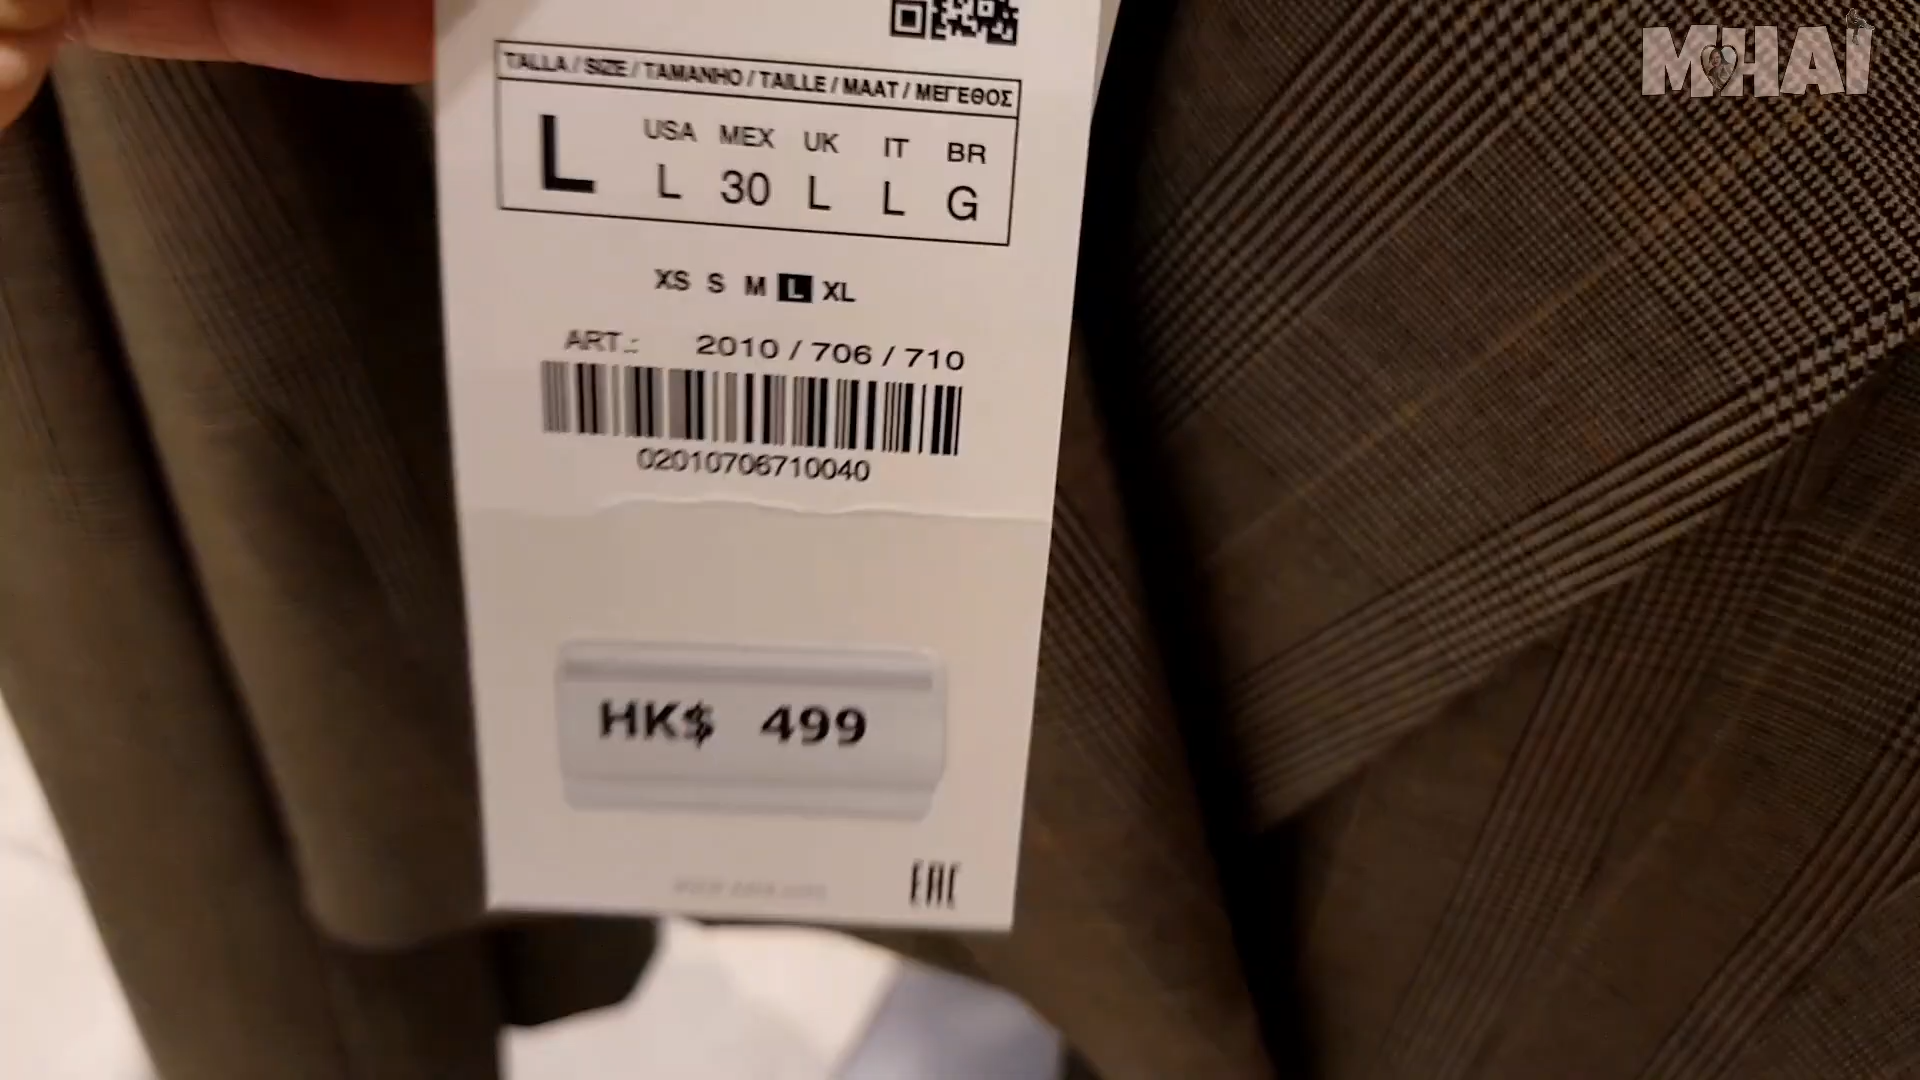 MHAI
TALLA / SIZE / TAMANHO / TAILLE / MAAT / ΜΕΓΕΘΟΣ
L
USA MEX UK IT BR
L 30 L L G
XS S M L XL
ART.: 2010 / 706 / 710
02010706710040
HK$ 499
EAC